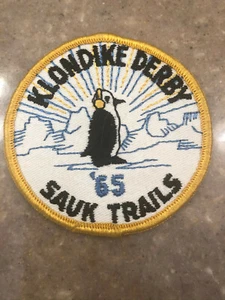 KLONDIKE DERBY
'65
SAUK TRAILS